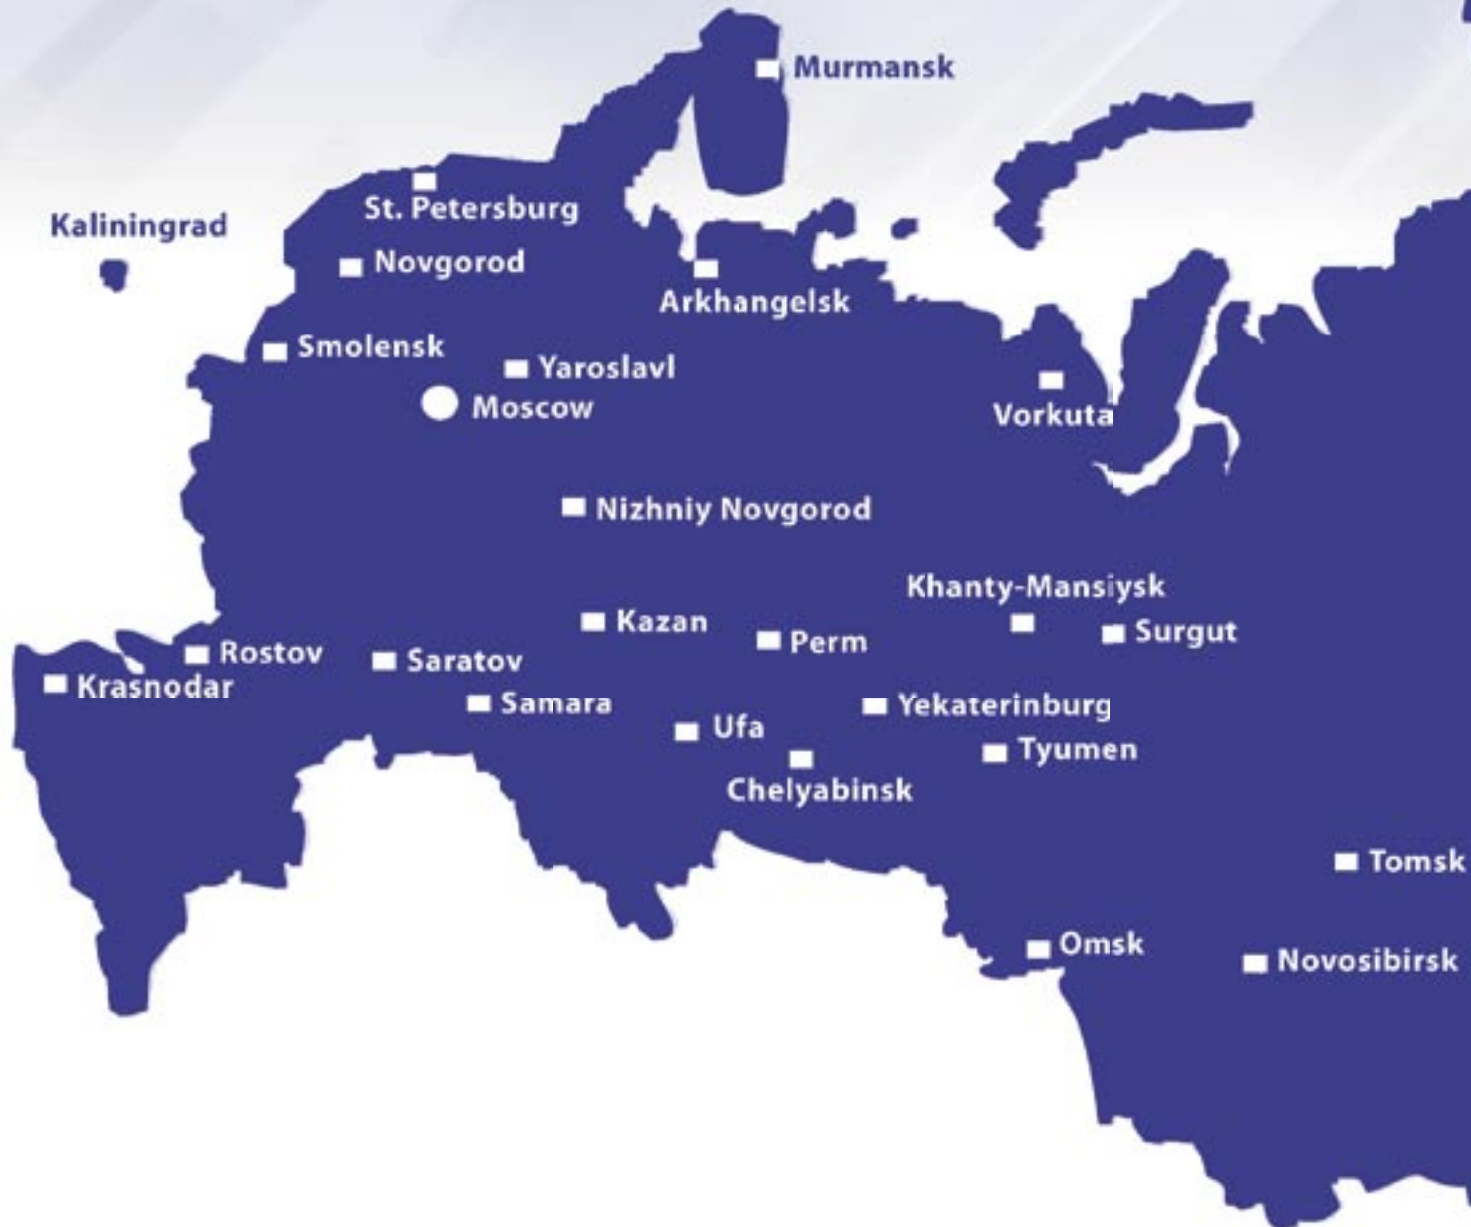 Murmansk
St. Petersburg
Kaliningrad
Novgorod
Arkhangelsk
Smolensk
Yaroslavl
Moscow
Vorkuta
Nizhniy Novgorod
Khanty-Mansiysk
Kazan
Perm
Surgut
Rostov
Saratov
Krasnodar
Samara
Yekaterinburg
Ufa
Tyumen
Chelyabinsk
Tomsk
Omsk
Novosibirsk